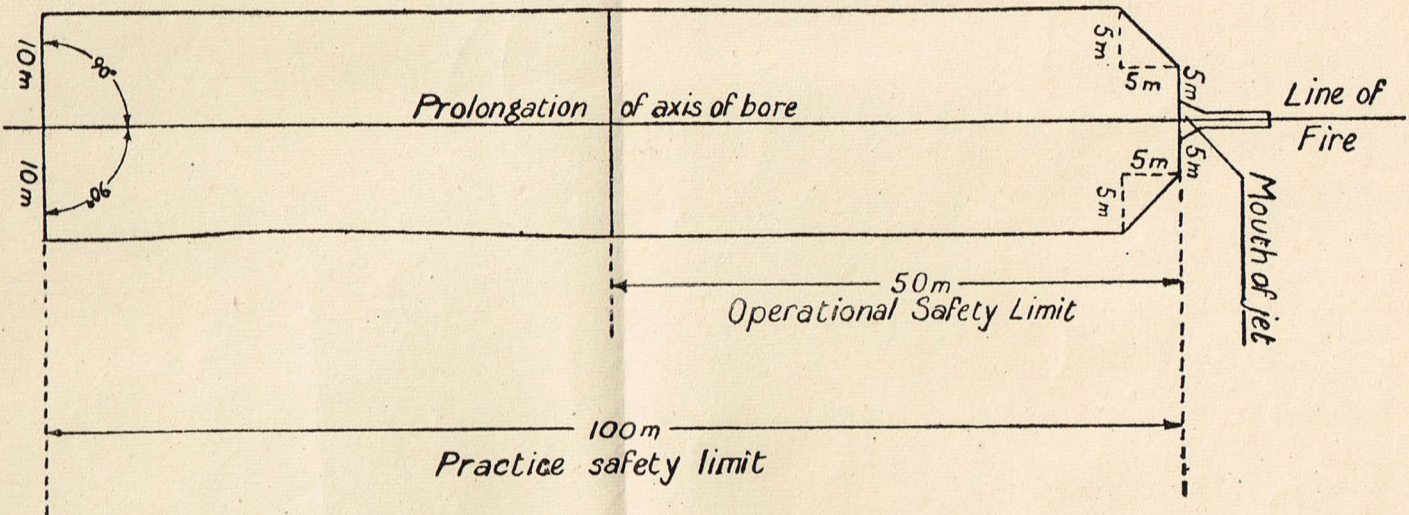 10m
90°
90°
10m
Prolongation of axis of bore
5m
5m
5m
5m
5m
5m
Line of
Fire
Mouth of jet
50m
Operational Safety Limit
100m
Practice safety limit